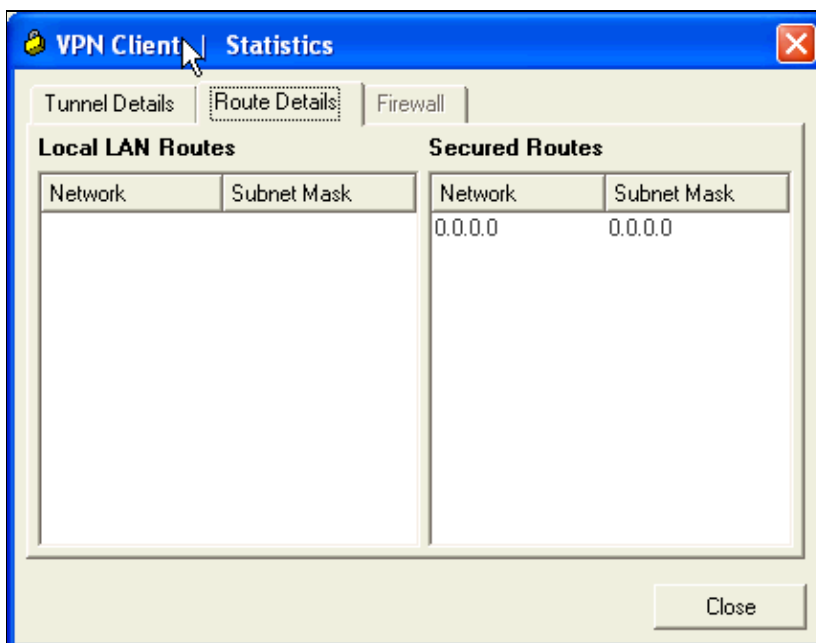 VPN Client | Statistics
Tunnel Details Route Details Firewall
Local LAN Routes Secured Routes
Network Subnet Mask Network Subnet Mask
0.0.0.0 0.0.0.0
Close